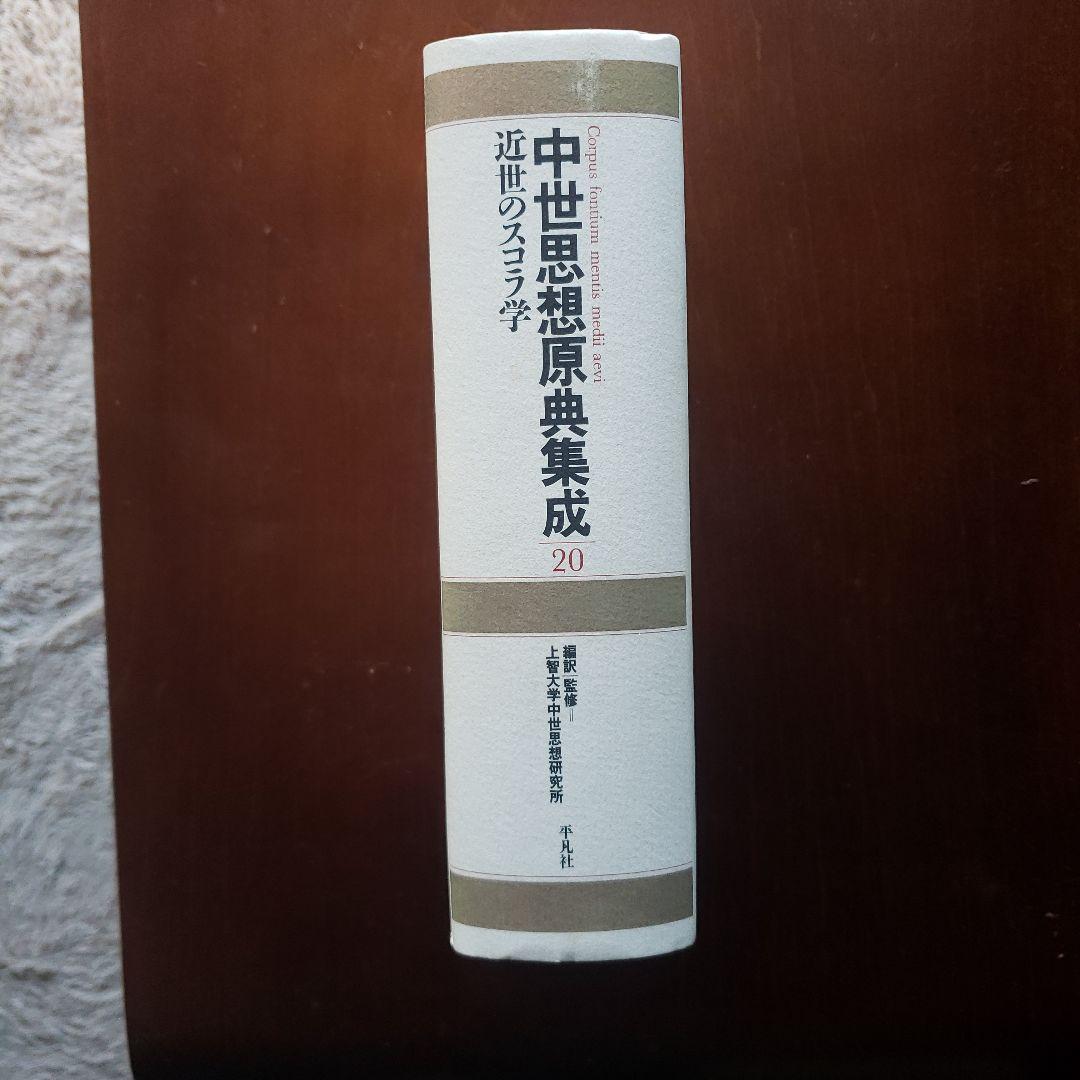 Corpus fontium mentis medii aevi
中世思想原典集成
20
近世のスコラ学
編訳/監修=
上智大学中世思想研究所
平凡社